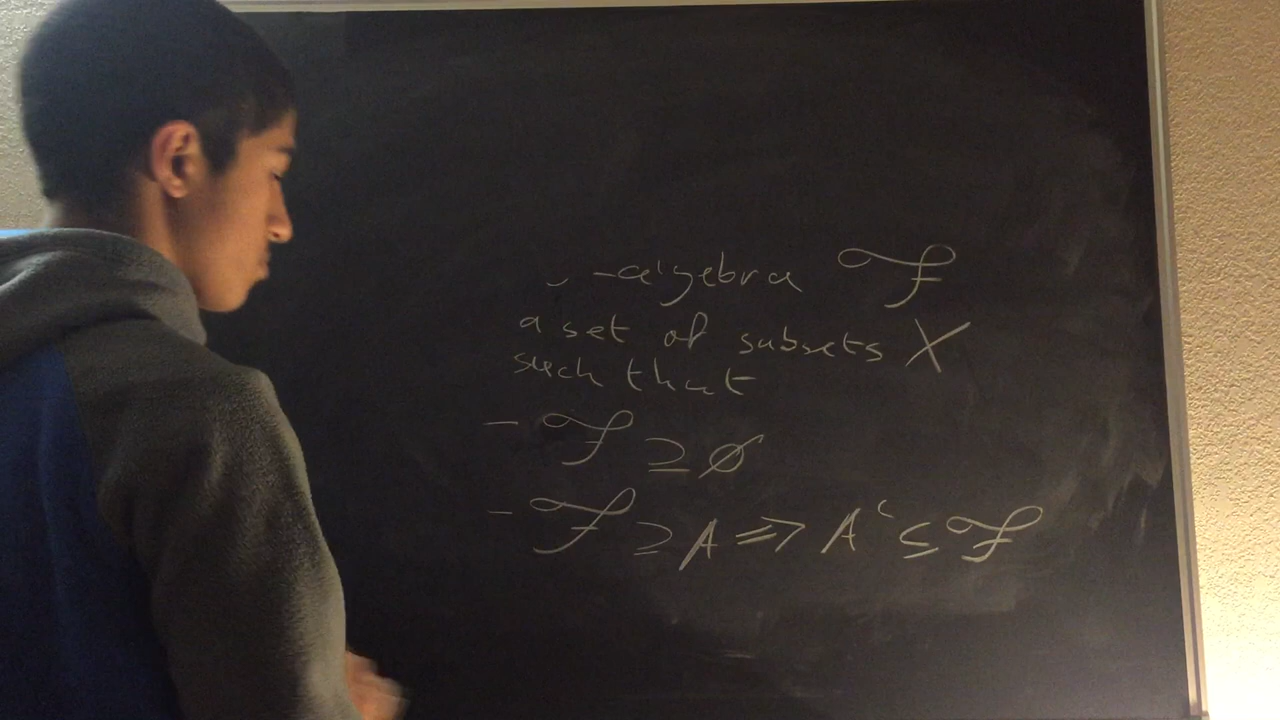 -algebra ℱ
a set of subsets X
such that
- ℱ ⊇ ∅
- ℱ ⊇ A => A^c ⊆ ℱ